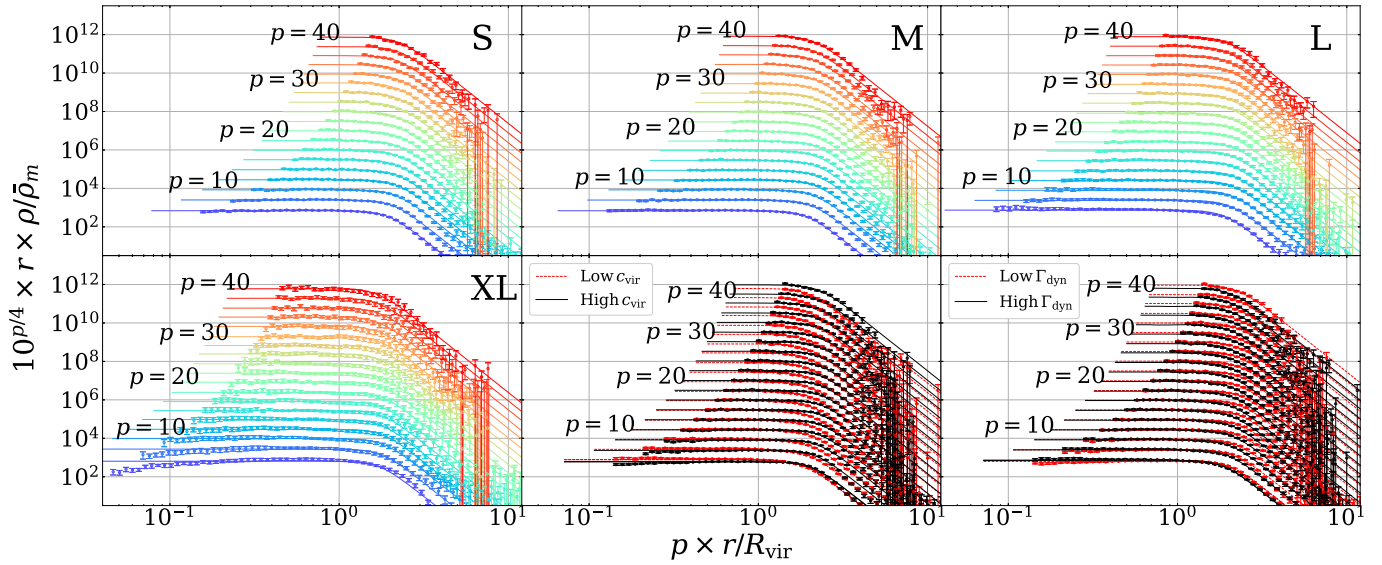 10^{p/4} × r × ρ/ρ̄_m
10^{12}
10^{10}
10^8
10^6
10^4
10^2
p = 40
p = 30
p = 20
p = 10
S
p = 40
p = 30
p = 20
p = 10
M
p = 40
p = 30
p = 20
p = 10
L
10^{12}
10^{10}
10^8
10^6
10^4
10^2
p = 40
p = 30
p = 20
p = 10
XL
Low c_vir
High c_vir
p = 40
p = 30
p = 20
p = 10
Low Γ_dyn
High Γ_dyn
p = 40
p = 30
p = 20
p = 10
10^{-1} 10^0 10^1 10^{-1} 10^0 10^1 10^{-1} 10^0 10^1
p × r/R_vir